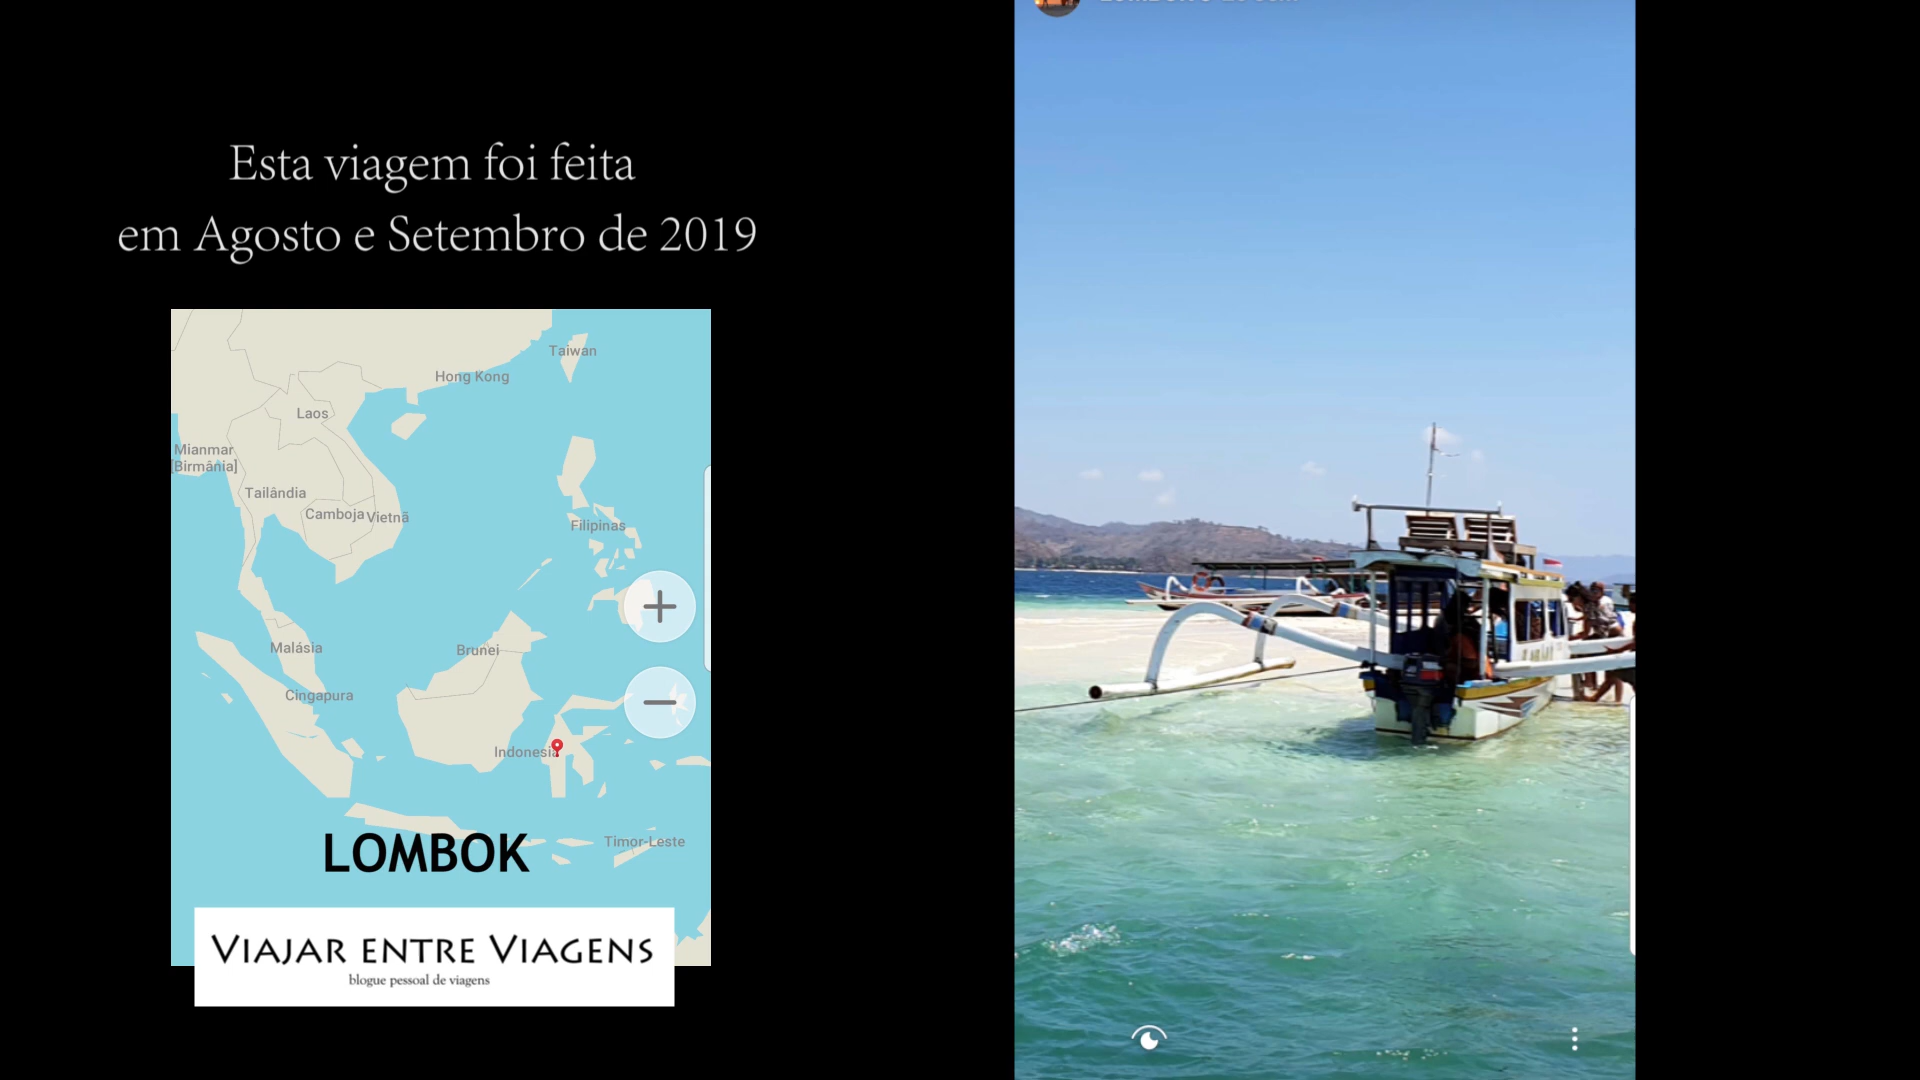 Esta viagem foi feita
em Agosto e Setembro de 2019
Taiwan
Hong Kong
Laos
Mianmar
[Birmânia]
Tailândia
Camboja
Vietnã
Filipinas
Malásia
Brunei
Cingapura
Indonesia
Timor-Leste
LOMBOK
VIAJAR ENTRE VIAGENS
blogue pessoal de viagens